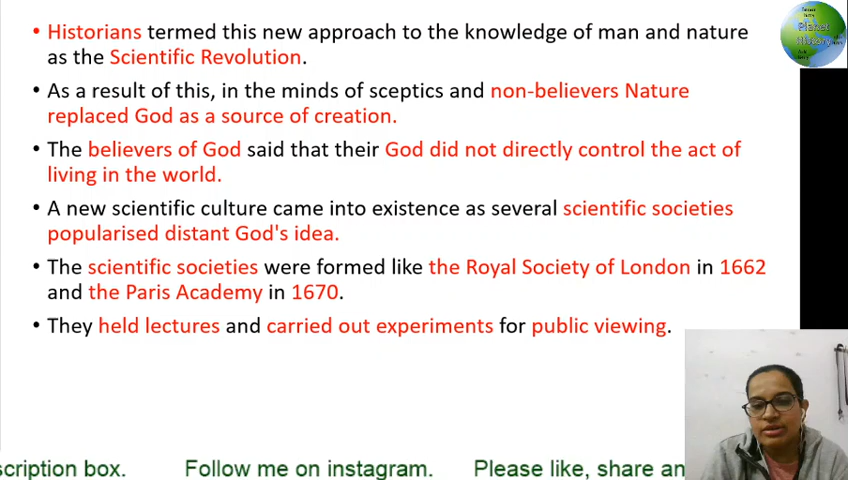 • Historians termed this new approach to the knowledge of man and nature
as the Scientific Revolution.
• As a result of this, in the minds of sceptics and non-believers Nature
replaced God as a source of creation.
• The believers of God said that their God did not directly control the act of
living in the world.
• A new scientific culture came into existence as several scientific societies
popularised distant God's idea.
• The scientific societies were formed like the Royal Society of London in 1662
and the Paris Academy in 1670.
• They held lectures and carried out experiments for public viewing.
Planet
History
scription box. Follow me on instagram. Please like, share an